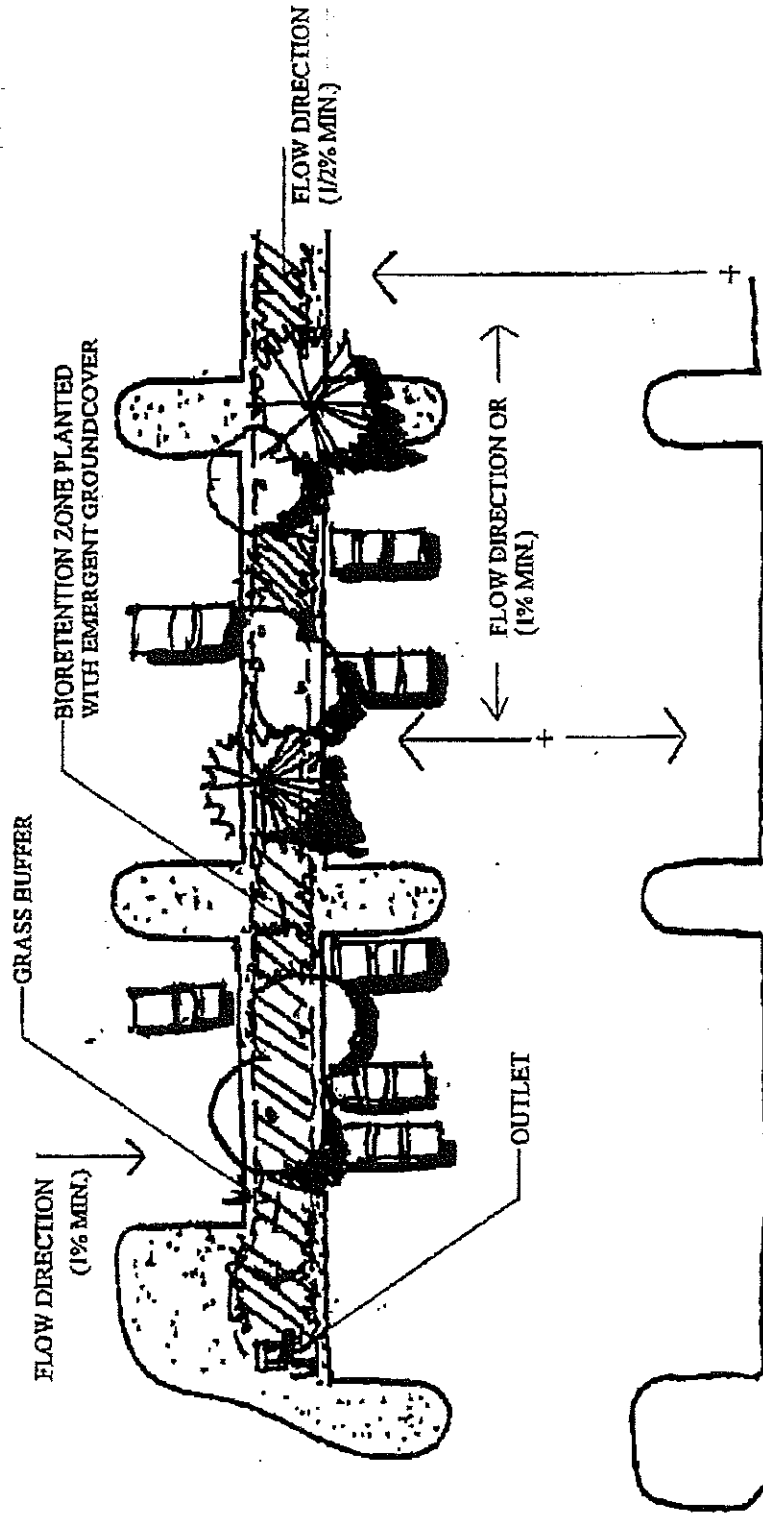 GRASS BUFFER
BIORETENTION ZONE PLANTED
WITH EMERGENT GROUNDCOVER
FLOW DIRECTION
(1% MIN.)
FLOW DIRECTION
(1/2% MIN.)
OUTLET
FLOW DIRECTION OR
(1% MIN.)